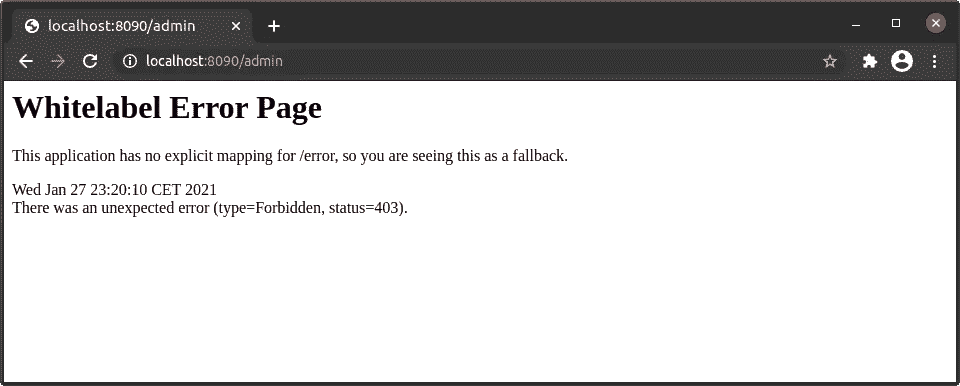 localhost:8090/admin
localhost:8090/admin
Whitelabel Error Page
This application has no explicit mapping for /error, so you are seeing this as a fallback.
Wed Jan 27 23:20:10 CET 2021
There was an unexpected error (type=Forbidden, status=403).